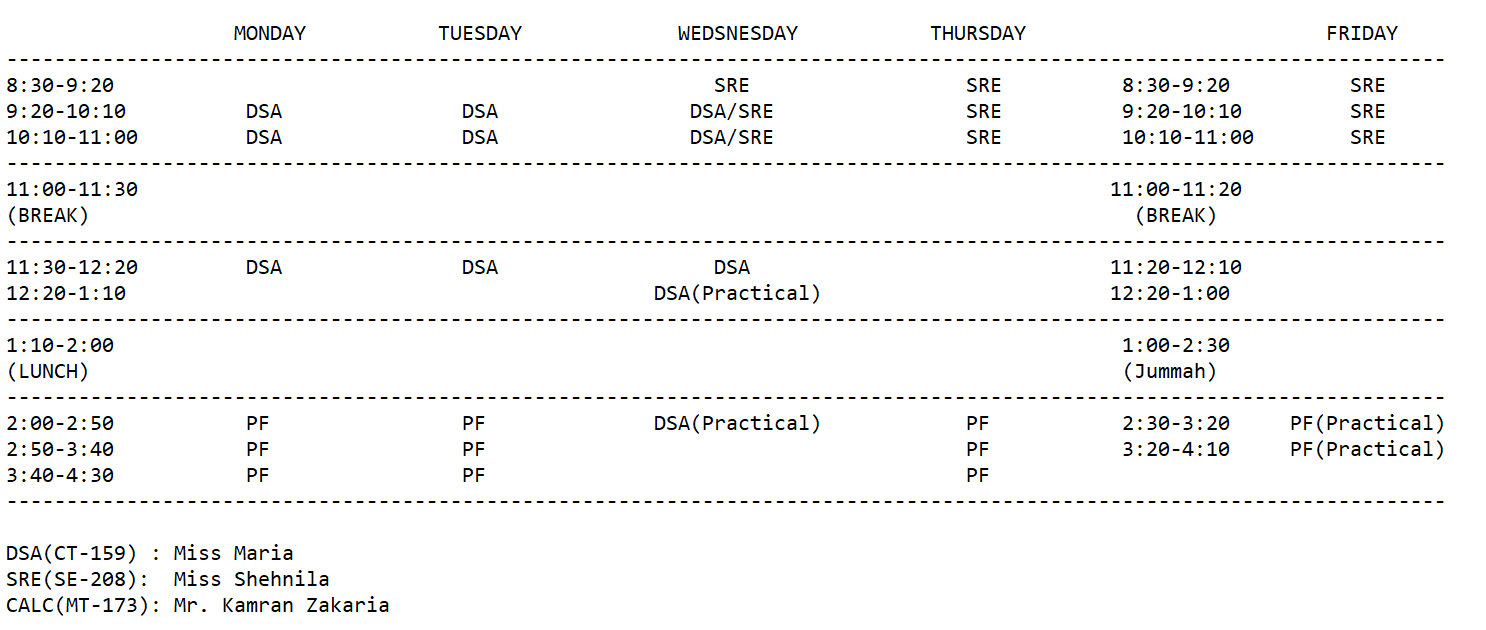 MONDAY TUESDAY WEDSNESDAY THURSDAY FRIDAY
------------------------------------------------------------------------------------------------------------------------
8:30-9:20 SRE SRE 8:30-9:20 SRE
9:20-10:10 DSA DSA DSA/SRE SRE 9:20-10:10 SRE
10:10-11:00 DSA DSA DSA/SRE SRE 10:10-11:00 SRE
------------------------------------------------------------------------------------------------------------------------
11:00-11:30 11:00-11:20
(BREAK) (BREAK)
------------------------------------------------------------------------------------------------------------------------
11:30-12:20 DSA DSA DSA 11:20-12:10
12:20-1:10 DSA(Practical) 12:20-1:00
------------------------------------------------------------------------------------------------------------------------
1:10-2:00 1:00-2:30
(LUNCH) (Jummah)
------------------------------------------------------------------------------------------------------------------------
2:00-2:50 PF PF DSA(Practical) PF 2:30-3:20 PF(Practical)
2:50-3:40 PF PF PF 3:20-4:10 PF(Practical)
3:40-4:30 PF PF PF
------------------------------------------------------------------------------------------------------------------------
DSA(CT-159) : Miss Maria
SRE(SE-208): Miss Shehnila
CALC(MT-173): Mr. Kamran Zakaria